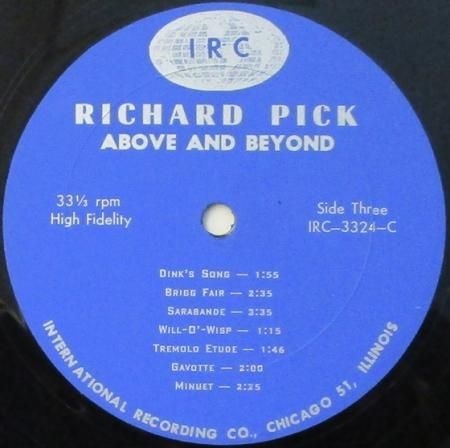 IRC
RICHARD PICK
ABOVE AND BEYOND
33⅓ rpm
High Fidelity
Side Three
IRC—3324—C
Dink's Song — 1:55
Brigg Fair — 2:35
Sarabande — 3:35
Will-O'-Wisp — 1:15
Tremolo Etude — 1:46
Gavotte — 2:00
Minuet — 2:25
INTERNATIONAL RECORDING CO., CHICAGO 51, ILLINOIS